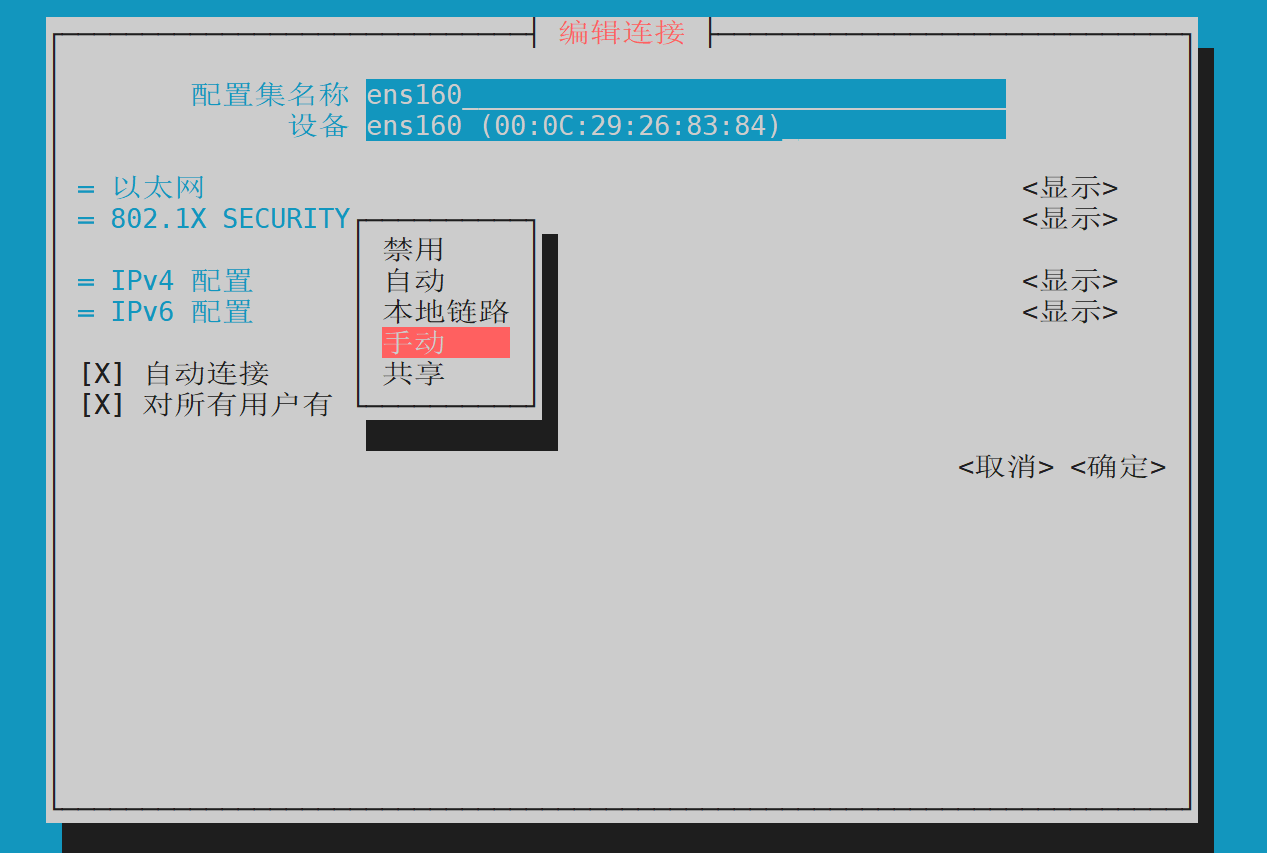 编辑连接
配置集名称 ens160
设备 ens160 (00:0C:29:26:83:84)
= 以太网 <显示>
= 802.1X SECURITY <显示>
禁用
= IPv4 配置 自动 <显示>
= IPv6 配置 本地链路 <显示>
手动
[X] 自动连接 共享
[X] 对所有用户有
<取消> <确定>